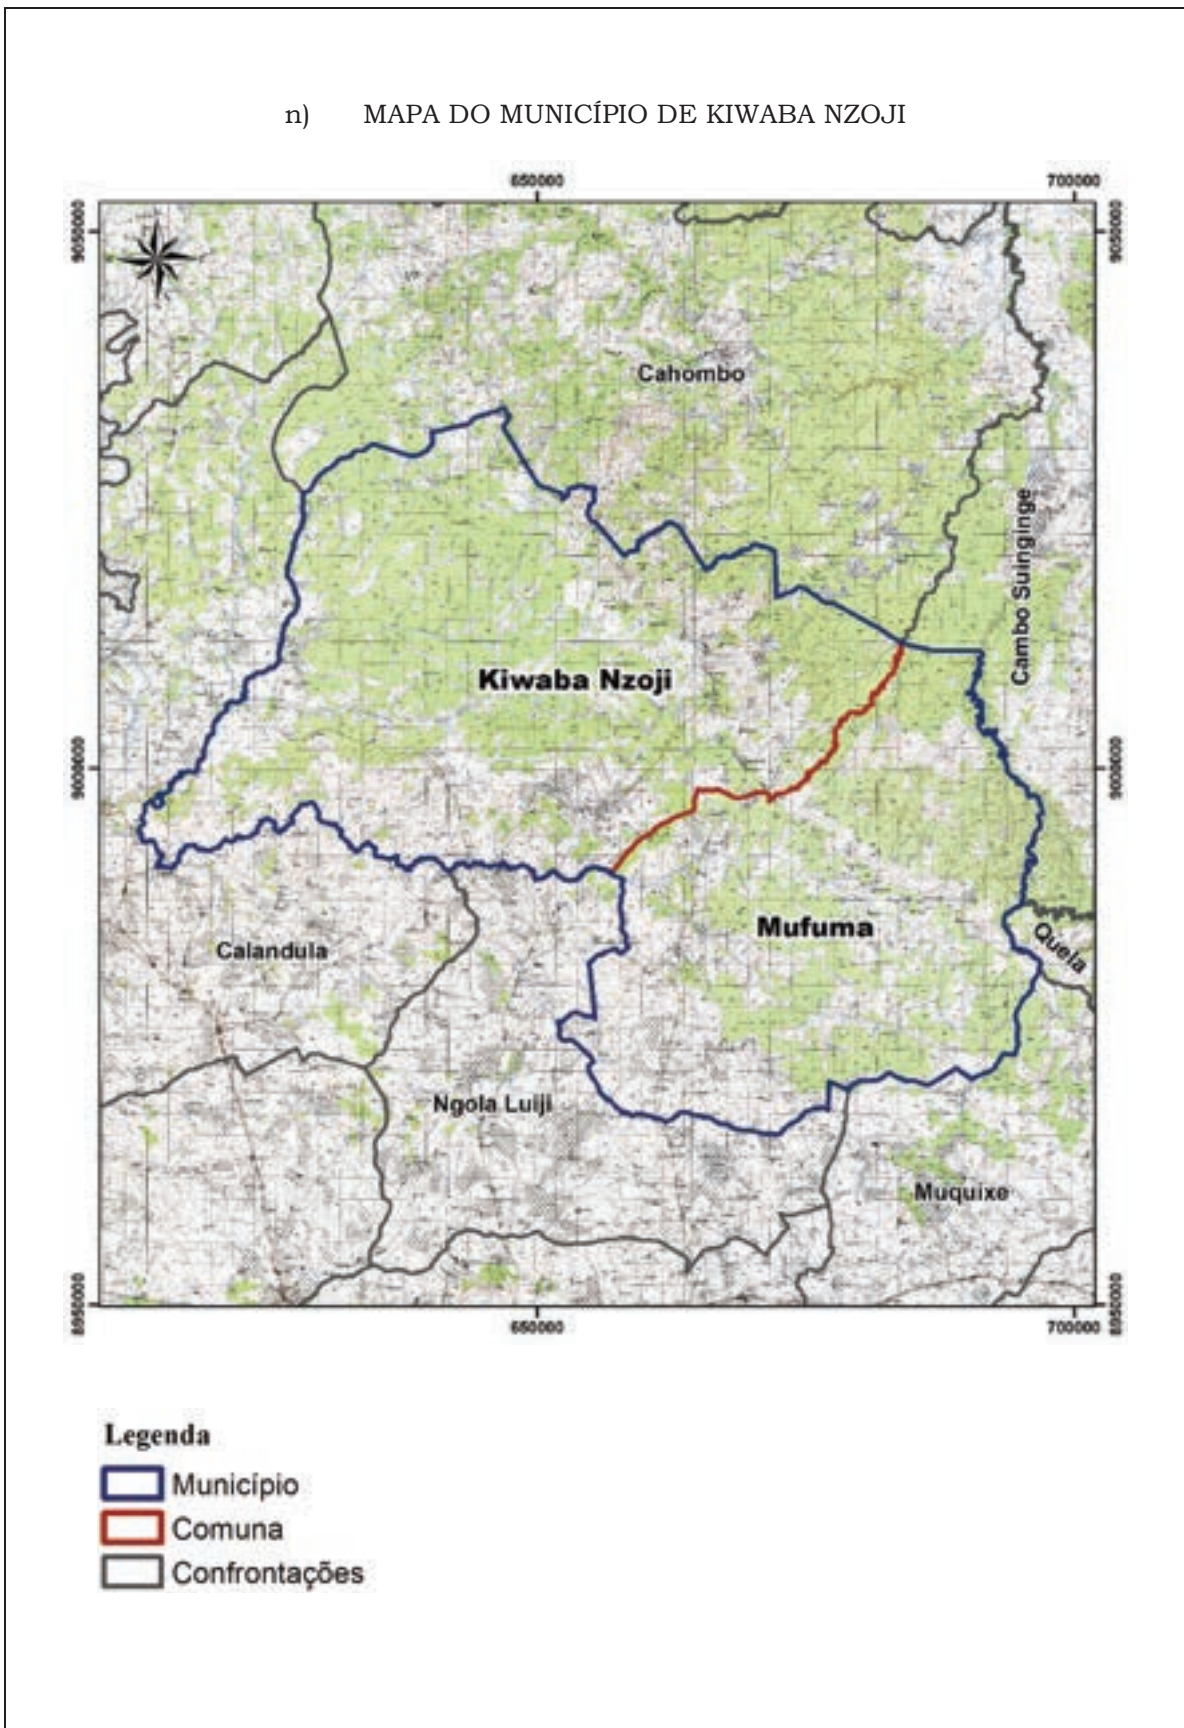 n) MAPA DO MUNICÍPIO DE KIWABA NZOJI
650000 700000
9050000 9050000
Cahombo
Cambo Suinginge
Kiwaba Nzoji
9000000 9000000
Mufuma
Quela
Calandula
Ngola Luiji
Muquixe
8950000 8950000
650000 700000
Legenda
Município
Comuna
Confrontações